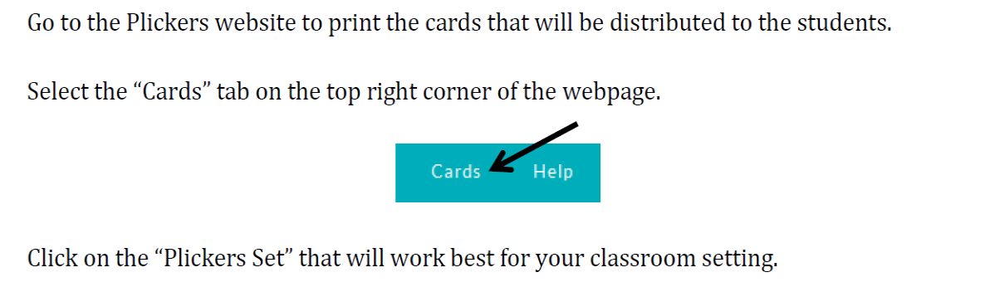 Go to the Plickers website to print the cards that will be distributed to the students.
Select the “Cards” tab on the top right corner of the webpage.
Cards Help
Click on the “Plickers Set” that will work best for your classroom setting.